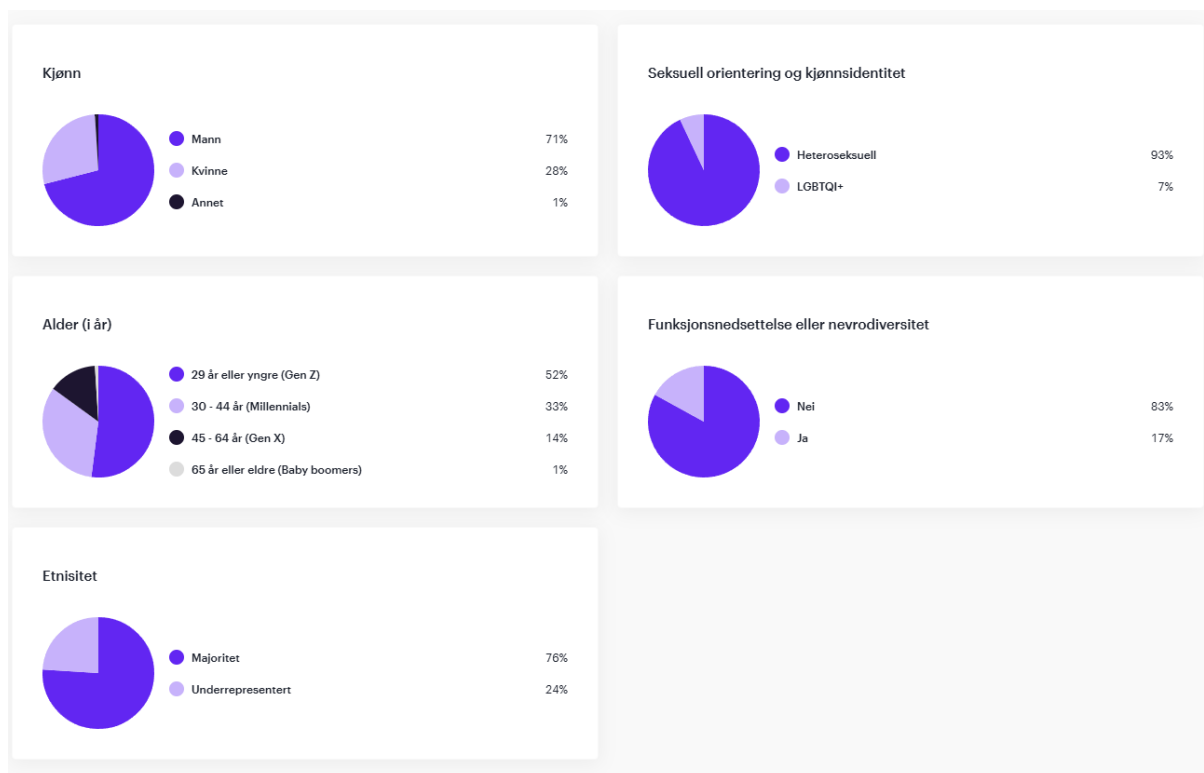 Kjønn
Mann 71%
Kvinne 28%
Annet 1%
Seksuell orientering og kjønnsidentitet
Heteroseksuell 93%
LGBTQI+ 7%
Alder (i år)
29 år eller yngre (Gen Z) 52%
30 - 44 år (Millennials) 33%
45 - 64 år (Gen X) 14%
65 år eller eldre (Baby boomers) 1%
Funksjonsnedsettelse eller nevrodiversitet
Nei 83%
Ja 17%
Etnisitet
Majoritet 76%
Underrepresentert 24%